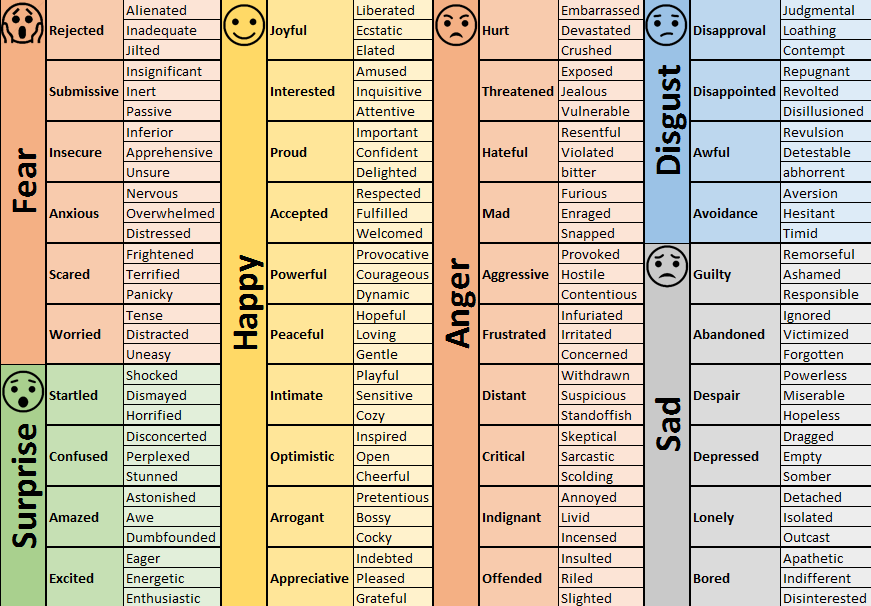 Fear
Rejected
Alienated
Inadequate
Jilted
Submissive
Insignificant
Inert
Passive
Insecure
Inferior
Apprehensive
Unsure
Anxious
Nervous
Overwhelmed
Distressed
Scared
Frightened
Terrified
Panicky
Worried
Tense
Distracted
Uneasy
Surprise
Startled
Shocked
Dismayed
Horrified
Confused
Disconcerted
Perplexed
Stunned
Amazed
Astonished
Awe
Dumbfounded
Excited
Eager
Energetic
Enthusiastic
Happy
Joyful
Liberated
Ecstatic
Elated
Interested
Amused
Inquisitive
Attentive
Proud
Important
Confident
Delighted
Accepted
Respected
Fulfilled
Welcomed
Powerful
Provocative
Courageous
Dynamic
Peaceful
Hopeful
Loving
Gentle
Intimate
Playful
Sensitive
Cozy
Optimistic
Inspired
Open
Cheerful
Arrogant
Pretentious
Bossy
Cocky
Appreciative
Indebted
Pleased
Grateful
Anger
Hurt
Embarrassed
Devastated
Crushed
Threatened
Exposed
Jealous
Vulnerable
Hateful
Resentful
Violated
bitter
Mad
Furious
Enraged
Snapped
Aggressive
Provoked
Hostile
Contentious
Frustrated
Infuriated
Irritated
Concerned
Distant
Withdrawn
Suspicious
Standoffish
Critical
Skeptical
Sarcastic
Scolding
Indignant
Annoyed
Livid
Incensed
Offended
Insulted
Riled
Slighted
Disgust
Disapproval
Judgmental
Loathing
Contempt
Disappointed
Repugnant
Revolted
Disillusioned
Awful
Revulsion
Detestable
abhorrent
Avoidance
Aversion
Hesitant
Timid
Sad
Guilty
Remorseful
Ashamed
Responsible
Abandoned
Ignored
Victimized
Forgotten
Despair
Powerless
Miserable
Hopeless
Depressed
Dragged
Empty
Somber
Lonely
Detached
Isolated
Outcast
Bored
Apathetic
Indifferent
Disinterested